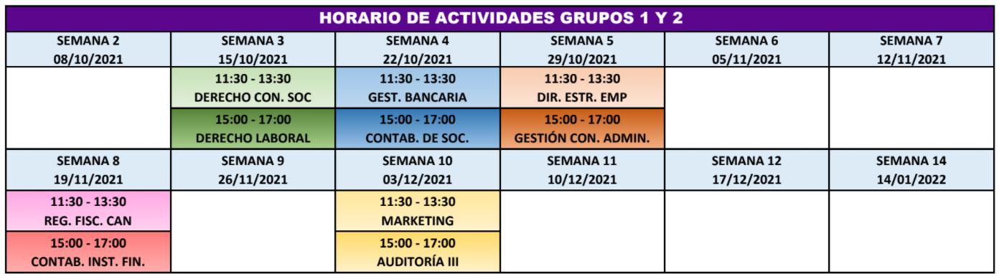 HORARIO DE ACTIVIDADES GRUPOS 1 Y 2
SEMANA 2
08/10/2021
SEMANA 3
15/10/2021
SEMANA 4
22/10/2021
SEMANA 5
29/10/2021
SEMANA 6
05/11/2021
SEMANA 7
12/11/2021
11:30 - 13:30
DERECHO CON. SOC
11:30 - 13:30
GEST. BANCARIA
11:30 - 13:30
DIR. ESTR. EMP
15:00 - 17:00
DERECHO LABORAL
15:00 - 17:00
CONTAB. DE SOC.
15:00 - 17:00
GESTIÓN CON. ADMIN.
SEMANA 8
19/11/2021
SEMANA 9
26/11/2021
SEMANA 10
03/12/2021
SEMANA 11
10/12/2021
SEMANA 12
17/12/2021
SEMANA 14
14/01/2022
11:30 - 13:30
REG. FISC. CAN
11:30 - 13:30
MARKETING
15:00 - 17:00
CONTAB. INST. FIN.
15:00 - 17:00
AUDITORÍA III